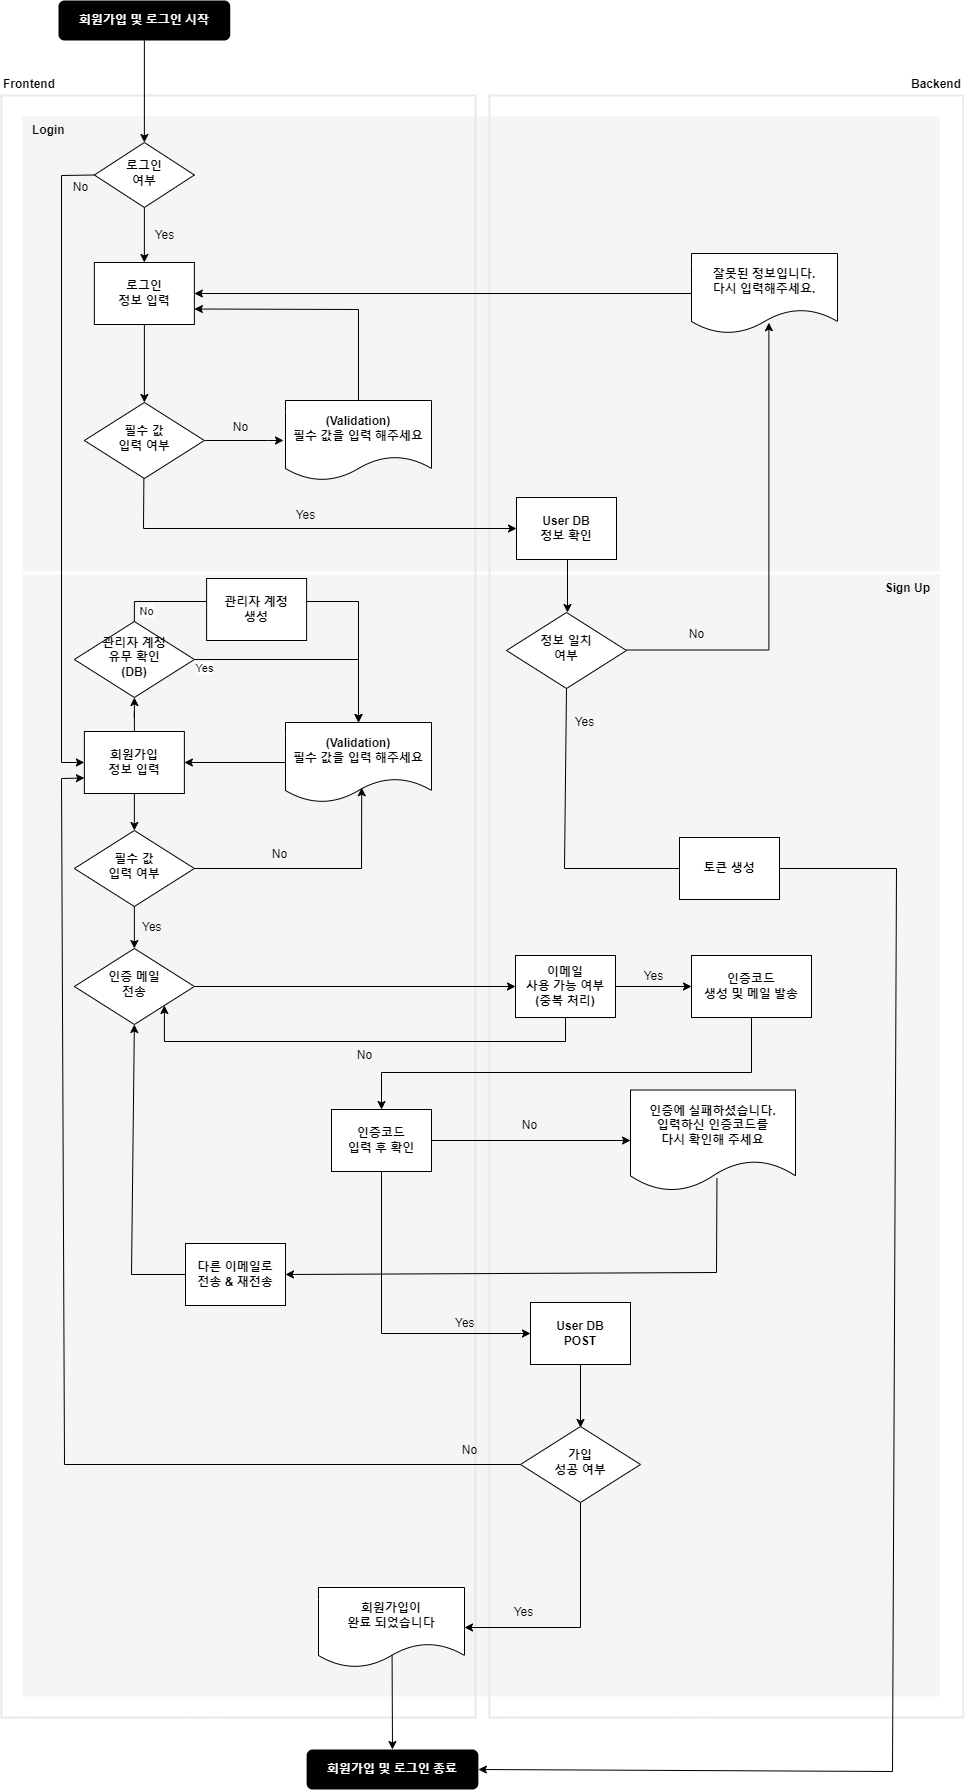 회원가입 및 로그인 시작
Frontend
Backend
Login
로그인
여부
No
Yes
로그인
정보 입력
잘못된 정보입니다.
다시 입력해주세요.
필수 값
입력 여부
No
(Validation)
필수 값을 입력 해주세요
Yes
User DB
정보 확인
Sign Up
관리자 계정
생성
No
관리자 계정
유무 확인
(DB)
Yes
정보 일치
여부
No
Yes
(Validation)
필수 값을 입력 해주세요
회원가입
정보 입력
필수 값
입력 여부
No
토큰 생성
Yes
인증 메일
전송
이메일
사용 가능 여부
(중복 처리)
Yes
인증코드
생성 및 메일 발송
No
인증코드
입력 후 확인
No
인증에 실패하셨습니다.
입력하신 인증코드를
다시 확인해 주세요
다른 이메일로
전송 & 재전송
Yes
User DB
POST
No
가입
성공 여부
회원가입이
완료 되었습니다
Yes
회원가입 및 로그인 종료